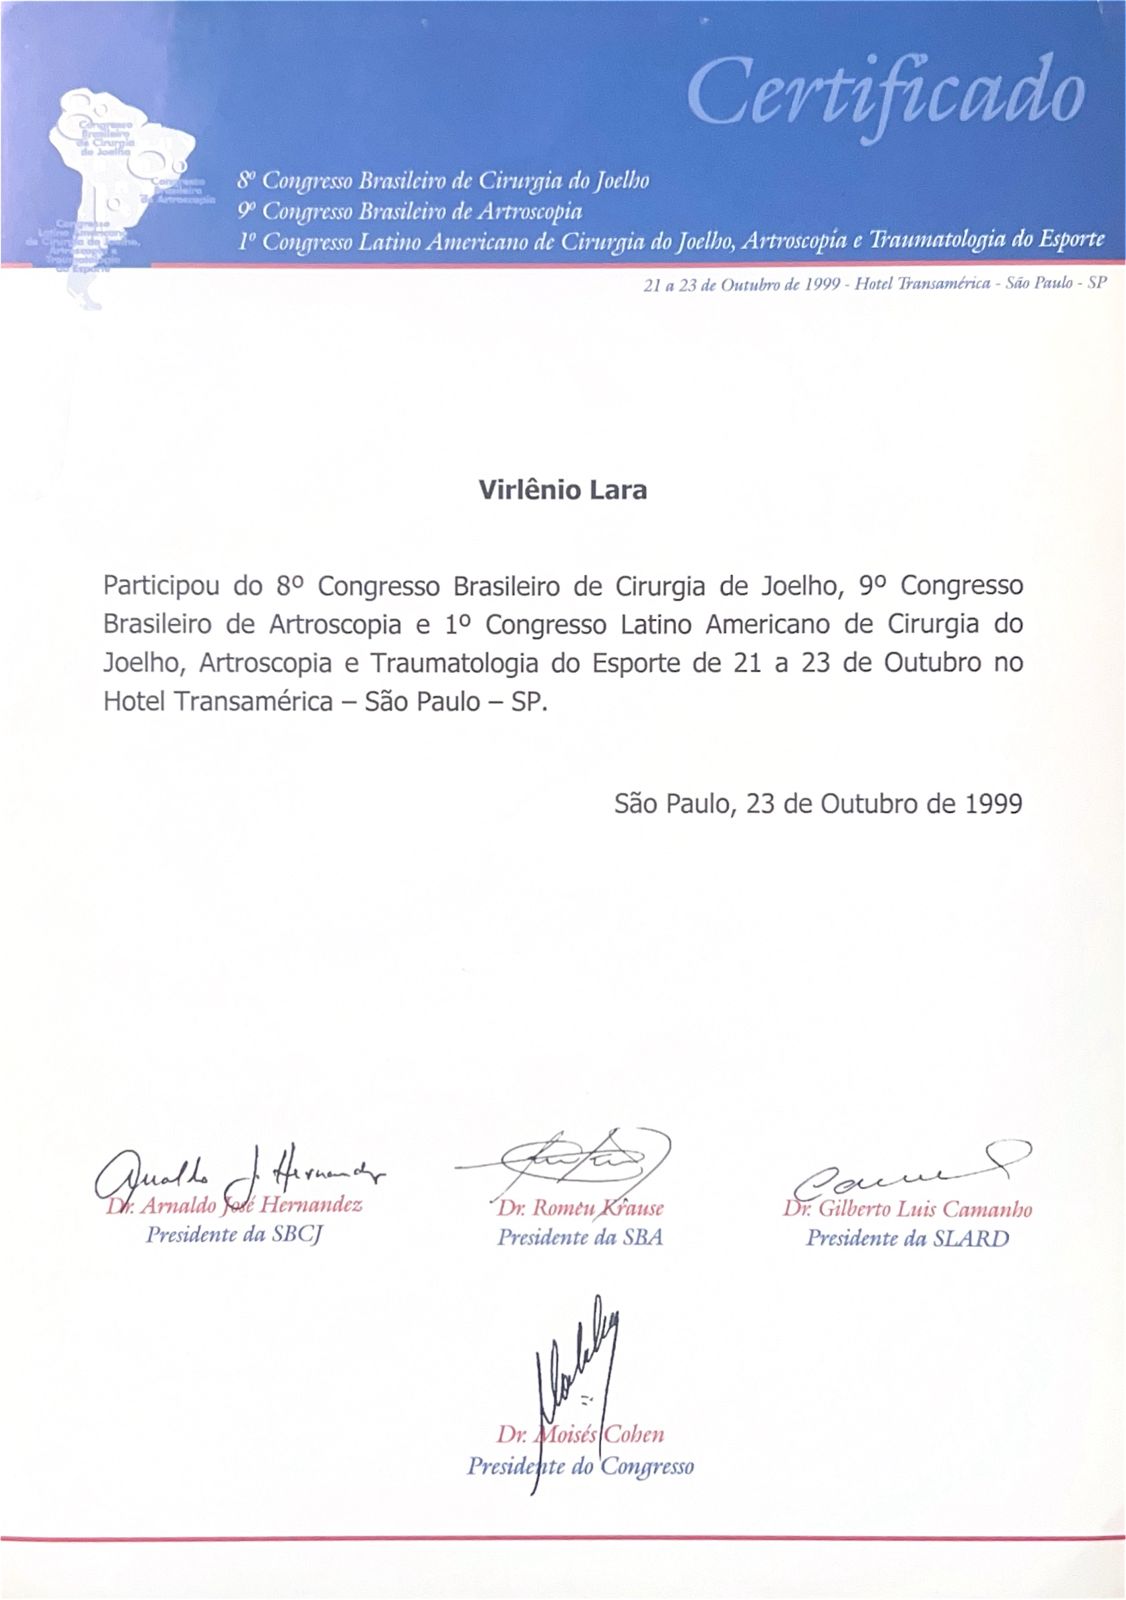 Certificado
Congresso
Brasileiro
de Cirurgia
do Joelho
Congresso
Brasileiro
de Artroscopia
Congresso
Latino Americano
de Cirurgia do Joelho,
Artroscopia e
Traumatologia
do Esporte
8º Congresso Brasileiro de Cirurgia do Joelho
9º Congresso Brasileiro de Artroscopia
1º Congresso Latino Americano de Cirurgia do Joelho, Artroscopia e Traumatologia do Esporte
21 a 23 de Outubro de 1999 - Hotel Transamérica - São Paulo - SP
Virlênio Lara
Participou do 8º Congresso Brasileiro de Cirurgia de Joelho, 9º Congresso
Brasileiro de Artroscopia e 1º Congresso Latino Americano de Cirurgia do
Joelho, Artroscopia e Traumatologia do Esporte de 21 a 23 de Outubro no
Hotel Transamérica – São Paulo – SP.
São Paulo, 23 de Outubro de 1999
Arnaldo J. Hernandez
Dr. Arnaldo José Hernandez
Presidente da SBCJ
Dr. Romeu Krause
Presidente da SBA
Dr. Gilberto Luis Camanho
Presidente da SLARD
Dr. Moisés Cohen
Presidente do Congresso